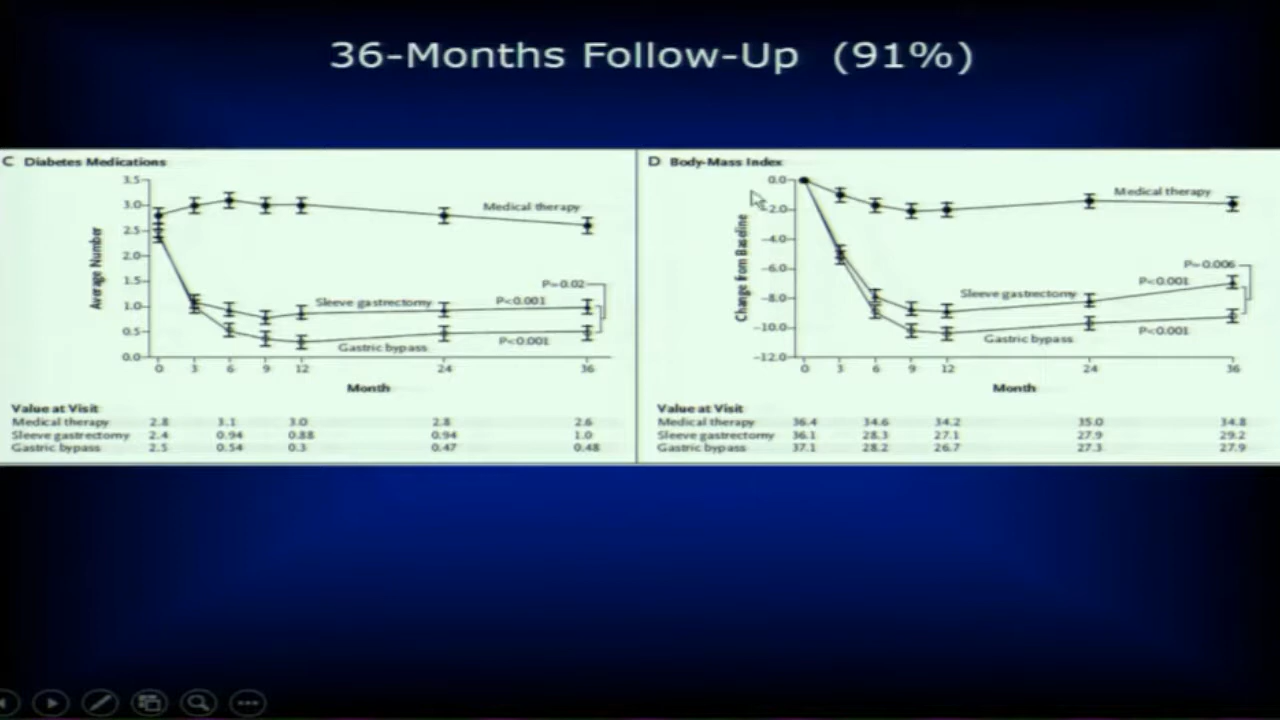 36-Months Follow-Up (91%)
C Diabetes Medications
3.5
3.0
2.5
2.0
1.5
1.0
0.5
0.0
Average Number
Medical therapy
P=0.02
Sleeve gastrectomy
P<0.001
Gastric bypass
P<0.001
0 3 6 9 12 24 36
Month
Value at Visit
Medical therapy 2.8 3.1 3.0 2.8 2.6
Sleeve gastrectomy 2.4 0.94 0.88 0.94 1.0
Gastric bypass 2.5 0.54 0.3 0.47 0.48
D Body-Mass Index
0.0
-2.0
-4.0
-6.0
-8.0
-10.0
-12.0
Change from Baseline
Medical therapy
P=0.006
P<0.001
Sleeve gastrectomy
Gastric bypass
P<0.001
0 3 6 9 12 24 36
Month
Value at Visit
Medical therapy 36.4 34.6 34.2 35.0 34.8
Sleeve gastrectomy 36.1 28.3 27.1 27.9 29.2
Gastric bypass 37.1 28.2 26.7 27.3 27.9